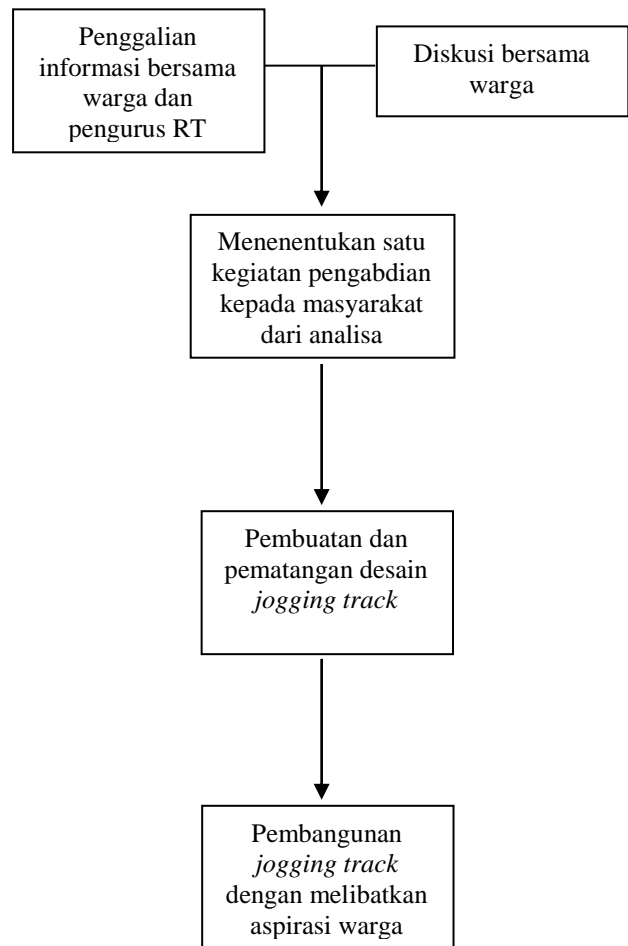 Penggalian
informasi bersama
warga dan
pengurus RT
Diskusi bersama
warga
Menenentukan satu
kegiatan pengabdian
kepada masyarakat
dari analisa
Pembuatan dan
pematangan desain
jogging track
Pembangunan
jogging track
dengan melibatkan
aspirasi warga